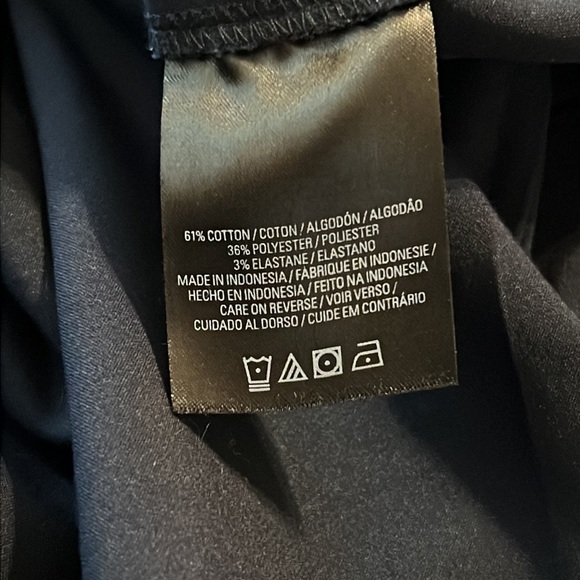 61% COTTON / COTON / ALGODÓN / ALGODÃO
36% POLYESTER / POLIESTER
3% ELASTANE / ELASTANO
MADE IN INDONESIA / FABRIQUE EN INDONESIE /
HECHO EN INDONESIA / FEITO NA INDONESIA
CARE ON REVERSE / VOIR VERSO /
CUIDADO AL DORSO / CUIDE EM CONTRÁRIO